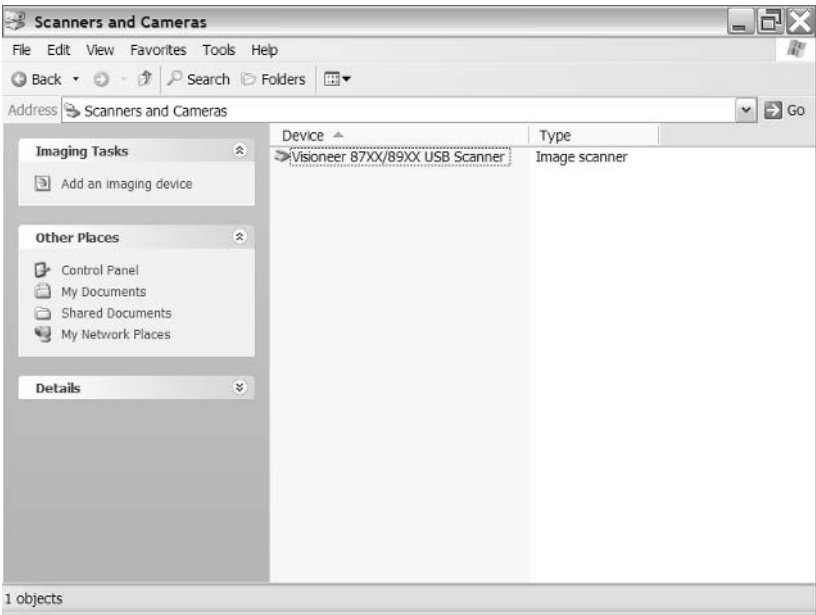 Scanners and Cameras
File Edit View Favorites Tools Help
Back Search Folders
Address Scanners and Cameras Go
Device Type
Imaging Tasks
Add an imaging device
Visioneer 87XX/89XX USB Scanner Image scanner
Other Places
Control Panel
My Documents
Shared Documents
My Network Places
Details
1 objects